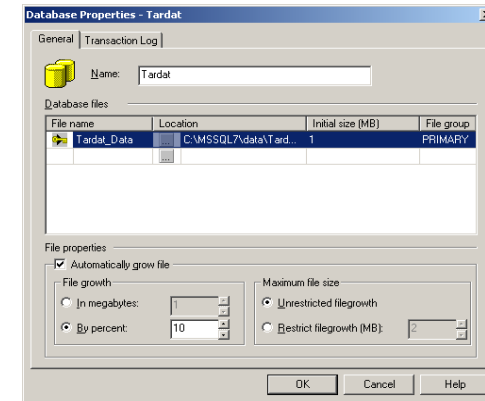 Database Properties - Tardat
General Transaction Log
Name: Tardat
Database files
File name Location Initial size (MB) File group
Tardat_Data ... C:\MSSQL7\data\Tard... 1 PRIMARY
...
File properties
Automatically grow file
File growth Maximum file size
In megabytes: 1 Unrestricted filegrowth
By percent: 10 Restrict filegrowth (MB): 2
OK Cancel Help